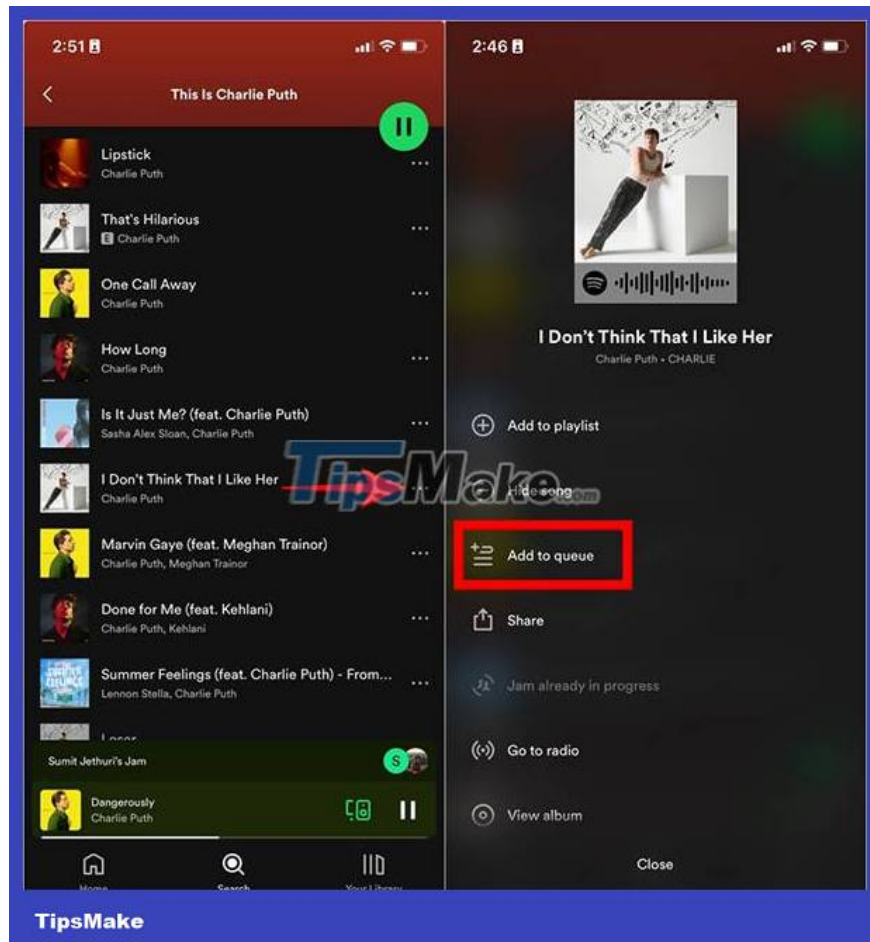 2:51
This Is Charlie Puth
Lipstick
Charlie Puth
That's Hilarious
E Charlie Puth
One Call Away
Charlie Puth
How Long
Charlie Puth
Is It Just Me? (feat. Charlie Puth)
Sasha Alex Sloan, Charlie Puth
I Don't Think That I Like Her
Charlie Puth
Marvin Gaye (feat. Meghan Trainor)
Charlie Puth, Meghan Trainor
Done for Me (feat. Kehlani)
Charlie Puth, Kehlani
Summer Feelings (feat. Charlie Puth) - From...
Lennon Stella, Charlie Puth
Loser
Sumit Jethuri's Jam
S
Dangerously
Charlie Puth
Home
Search
Your Library
2:46
I Don't Think That I Like Her
Charlie Puth • CHARLIE
Add to playlist
Hide song
Add to queue
Share
Jam already in progress
Go to radio
View album
Close
TipsMake.com
TipsMake